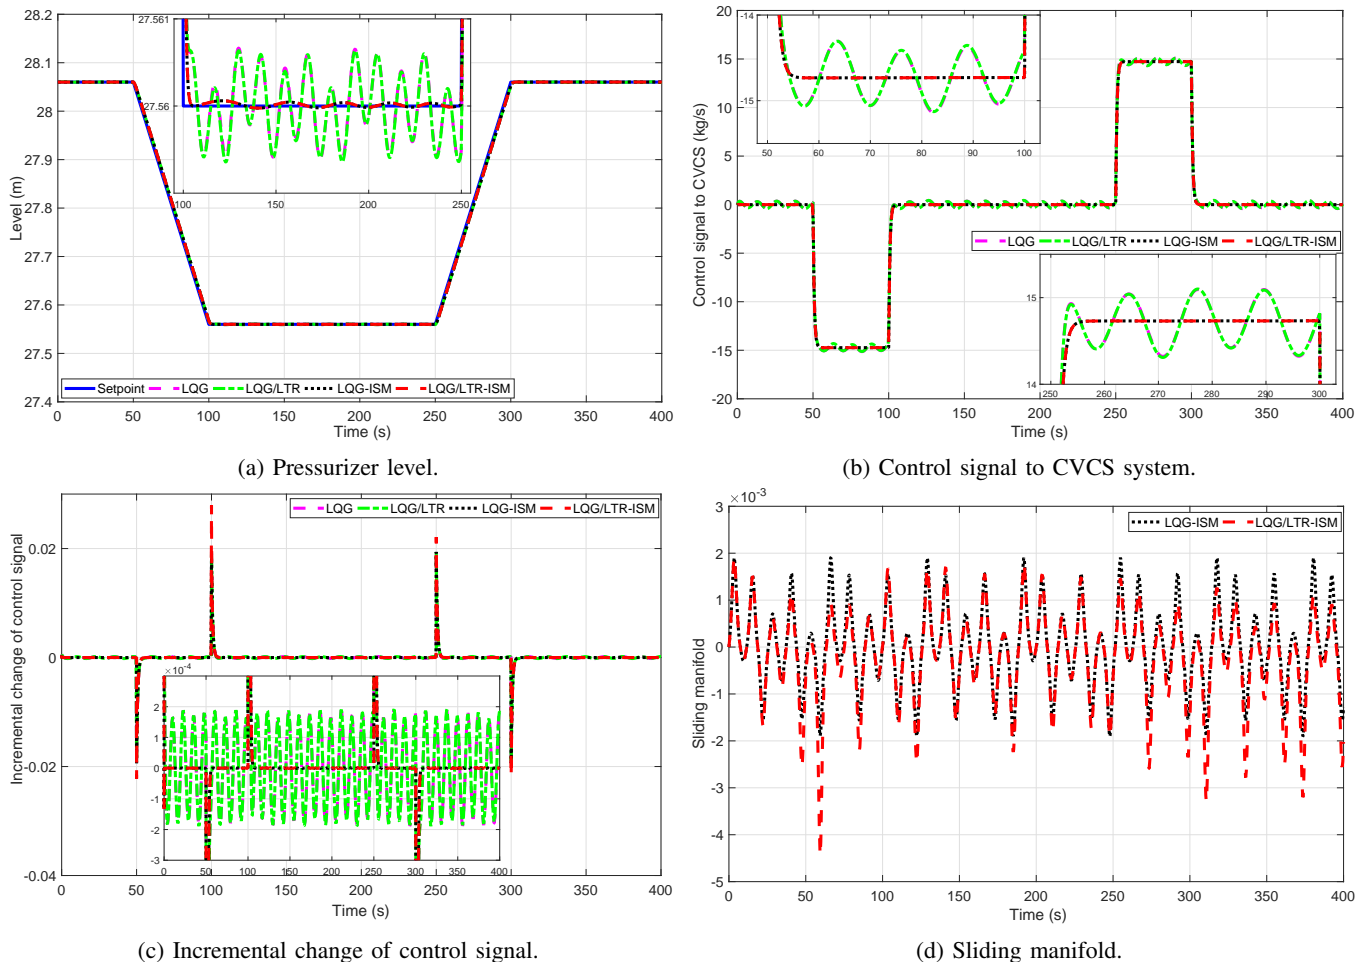 28.2
28.1
28
27.9
27.8
27.7
27.6
27.5
27.4
Level (m)
27.561
27.56
100 150 200 250
Setpoint LQG LQG/LTR LQG-ISM LQG/LTR-ISM
0 50 100 150 200 250 300 350 400
Time (s)
(a) Pressurizer level.
20
15
10
5
0
-5
-10
-15
-20
Control signal to CVCS (kg/s)
-14
-15
50 60 70 80 90 100
LQG LQG/LTR LQG-ISM LQG/LTR-ISM
15
14
250 260 270 280 290 300
0 50 100 150 200 250 300 350 400
Time (s)
(b) Control signal to CVCS system.
0.02
0
-0.02
-0.04
Incremental change of control signal
LQG LQG/LTR LQG-ISM LQG/LTR-ISM
×10-4
2
1
0
-1
-2
-3
0 50 100 150 200 250 300 350 400
0 50 100 150 200 250 300 350 400
Time (s)
(c) Incremental change of control signal.
×10-3
3
2
1
0
-1
-2
-3
-4
-5
Sliding manifold
LQG-ISM LQG/LTR-ISM
0 50 100 150 200 250 300 350 400
Time (s)
(d) Sliding manifold.